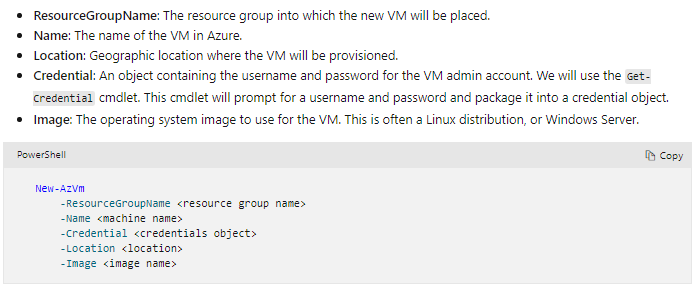 • ResourceGroupName: The resource group into which the new VM will be placed.
• Name: The name of the VM in Azure.
• Location: Geographic location where the VM will be provisioned.
• Credential: An object containing the username and password for the VM admin account. We will use the Get-
Credential cmdlet. This cmdlet will prompt for a username and password and package it into a credential object.
• Image: The operating system image to use for the VM. This is often a Linux distribution, or Windows Server.
PowerShell Copy
New-AzVm
-ResourceGroupName <resource group name>
-Name <machine name>
-Credential <credentials object>
-Location <location>
-Image <image name>